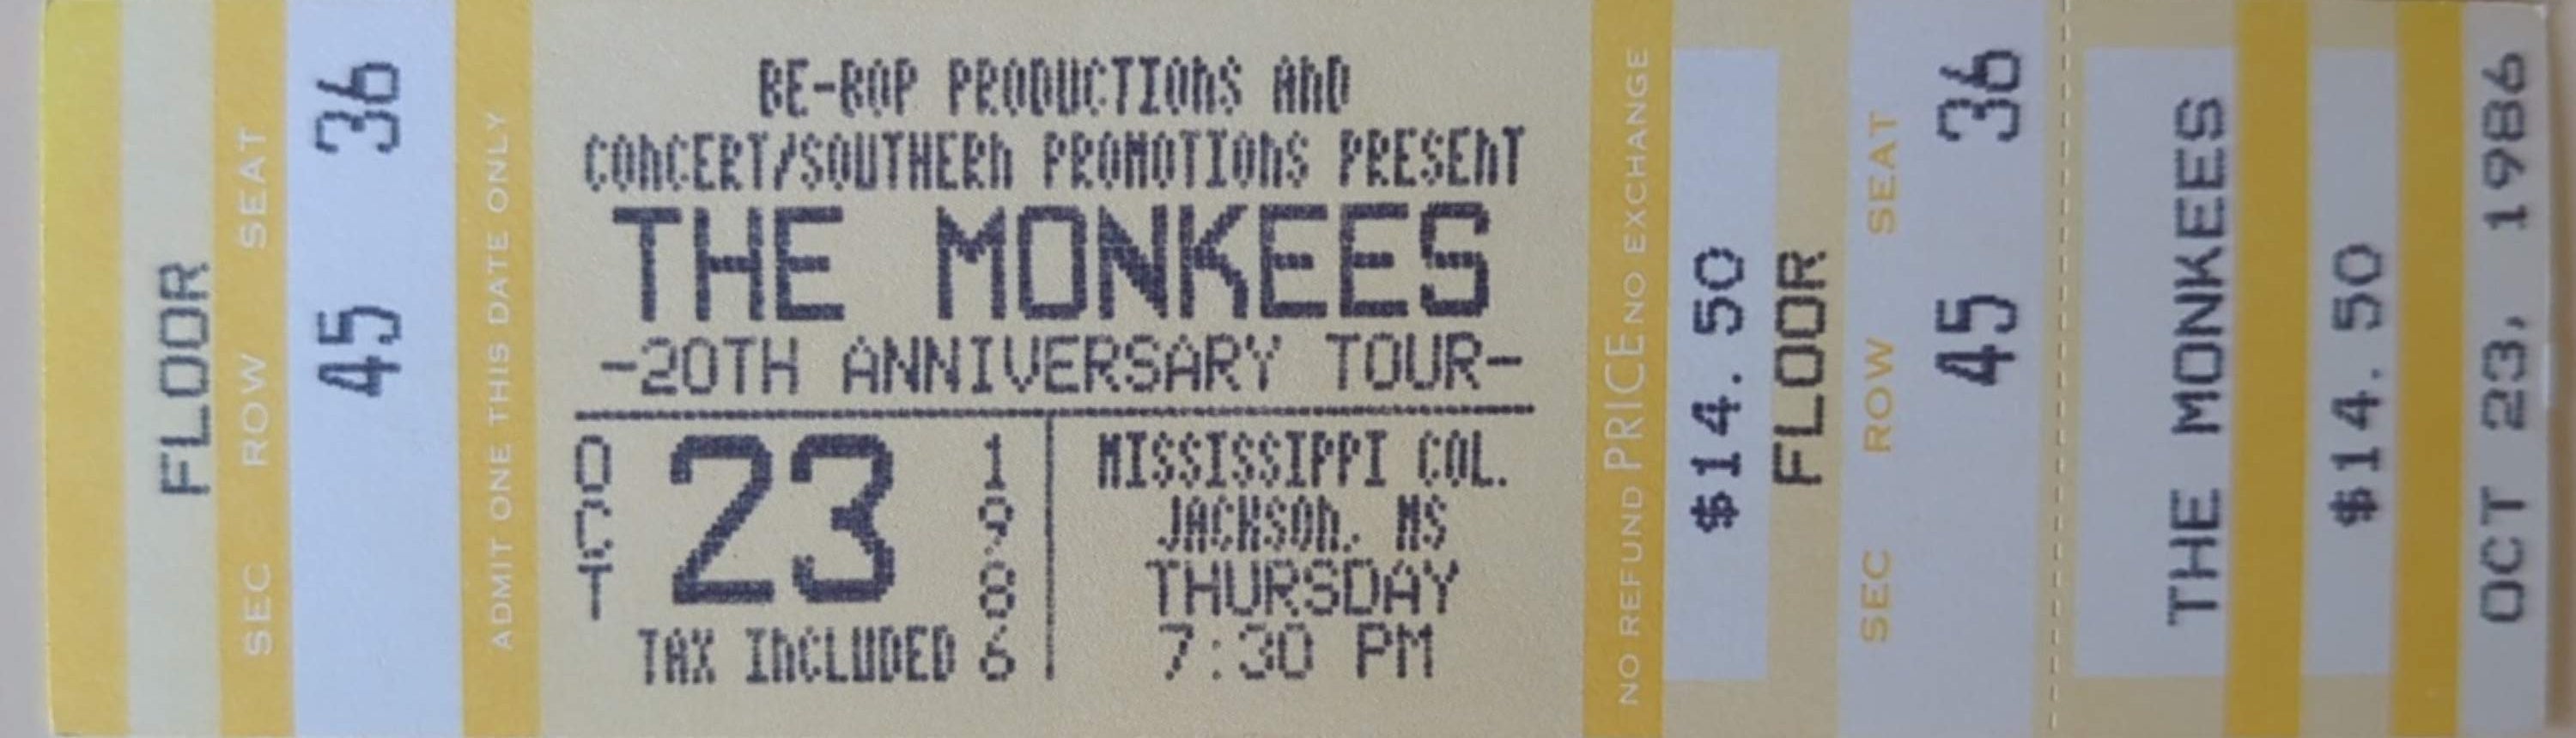 FLOOR
SEC ROW SEAT
45 36
ADMIT ONE THIS DATE ONLY
BE-BOP PRODUCTIONS AND
CONCERT/SOUTHERN PROMOTIONS PRESENT
THE MONKEES
-20TH ANNIVERSARY TOUR-
OCT 23 1986
TAX INCLUDED
MISSISSIPPI COL.
JACKSON, MS
THURSDAY
7:30 PM
NO REFUND PRICE NO EXCHANGE
$14.50
FLOOR
SEC ROW SEAT
45 36
THE MONKEES
$14.50
OCT 23, 1986